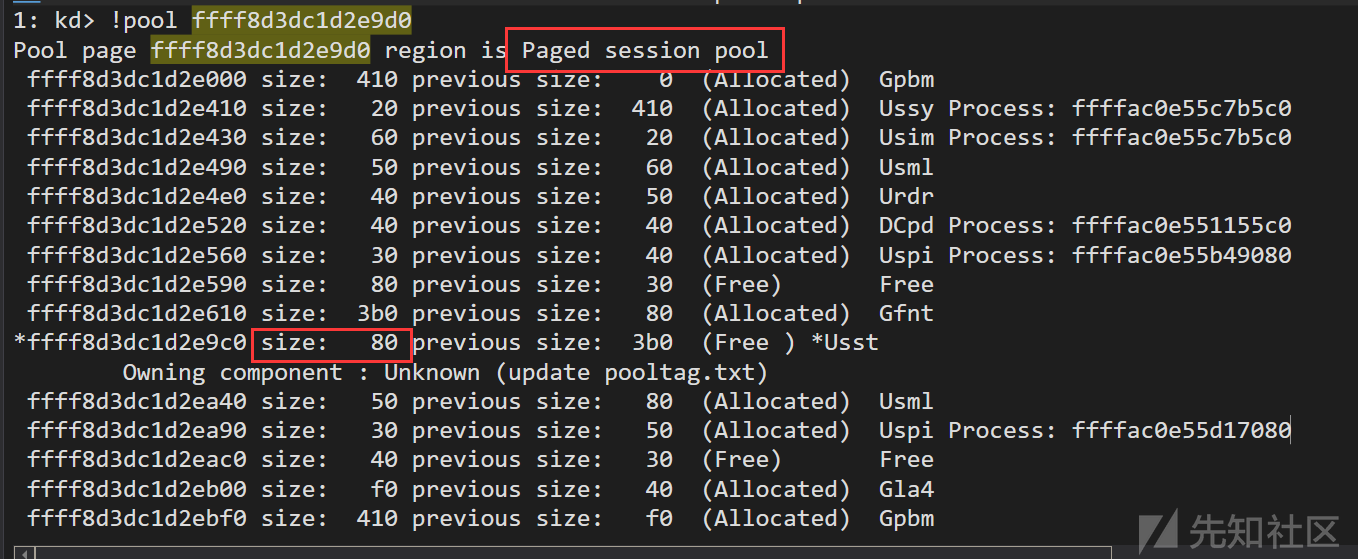 1: kd> !pool ffff8d3dc1d2e9d0
Pool page ffff8d3dc1d2e9d0 region is Paged session pool
ffff8d3dc1d2e000 size: 410 previous size: 0 (Allocated) Gpbm
ffff8d3dc1d2e410 size: 20 previous size: 410 (Allocated) Ussy Process: ffffac0e55c7b5c0
ffff8d3dc1d2e430 size: 60 previous size: 20 (Allocated) Usim Process: ffffac0e55c7b5c0
ffff8d3dc1d2e490 size: 50 previous size: 60 (Allocated) Usml
ffff8d3dc1d2e4e0 size: 40 previous size: 50 (Allocated) Urdr
ffff8d3dc1d2e520 size: 40 previous size: 40 (Allocated) DCpd Process: ffffac0e551155c0
ffff8d3dc1d2e560 size: 30 previous size: 40 (Allocated) Uspi Process: ffffac0e55b49080
ffff8d3dc1d2e590 size: 80 previous size: 30 (Free) Free
ffff8d3dc1d2e610 size: 3b0 previous size: 80 (Allocated) Gfnt
*ffff8d3dc1d2e9c0 size: 80 previous size: 3b0 (Free ) *Usst
Owning component : Unknown (update pooltag.txt)
ffff8d3dc1d2ea40 size: 50 previous size: 80 (Allocated) Usml
ffff8d3dc1d2ea90 size: 30 previous size: 50 (Allocated) Uspi Process: ffffac0e55d17080
ffff8d3dc1d2eac0 size: 40 previous size: 30 (Free) Free
ffff8d3dc1d2eb00 size: f0 previous size: 40 (Allocated) Gla4
ffff8d3dc1d2ebf0 size: 410 previous size: f0 (Allocated) Gpbm
先知社区